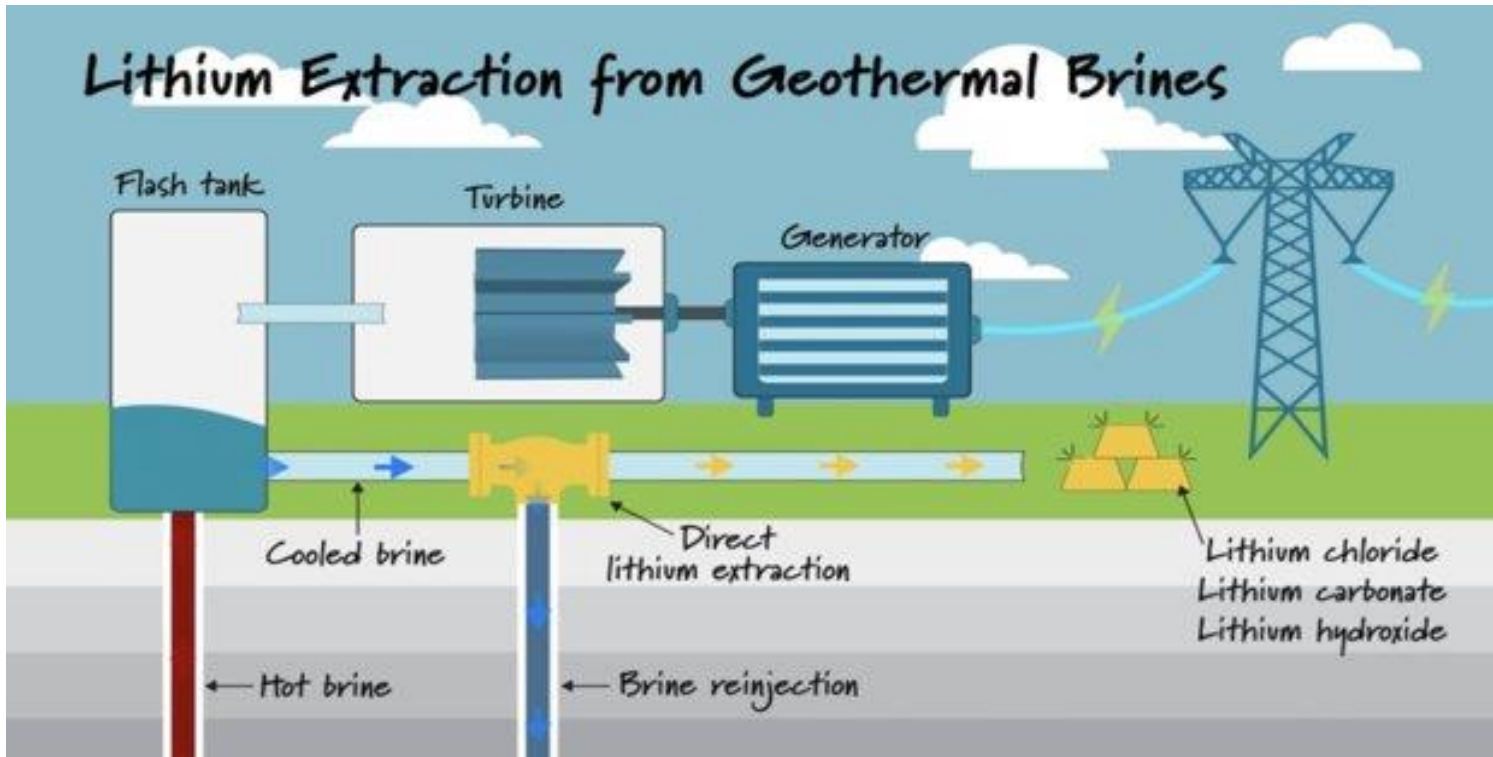 Lithium Extraction from Geothermal Brines
Flash tank
Turbine
Generator
Cooled brine
Direct
lithium extraction
Lithium chloride
Lithium carbonate
Lithium hydroxide
Hot brine
Brine reinjection